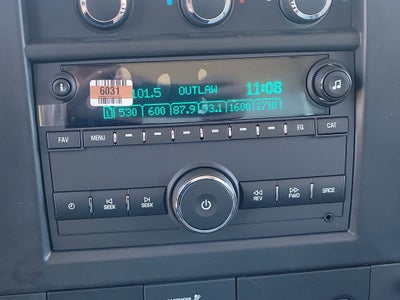 6031
101.5 OUTLAW 11:08
1 530 600 87.9 93.1 1600 1710
FAV MENU EQ CAT
SEEK SEEK REV FWD SRCE